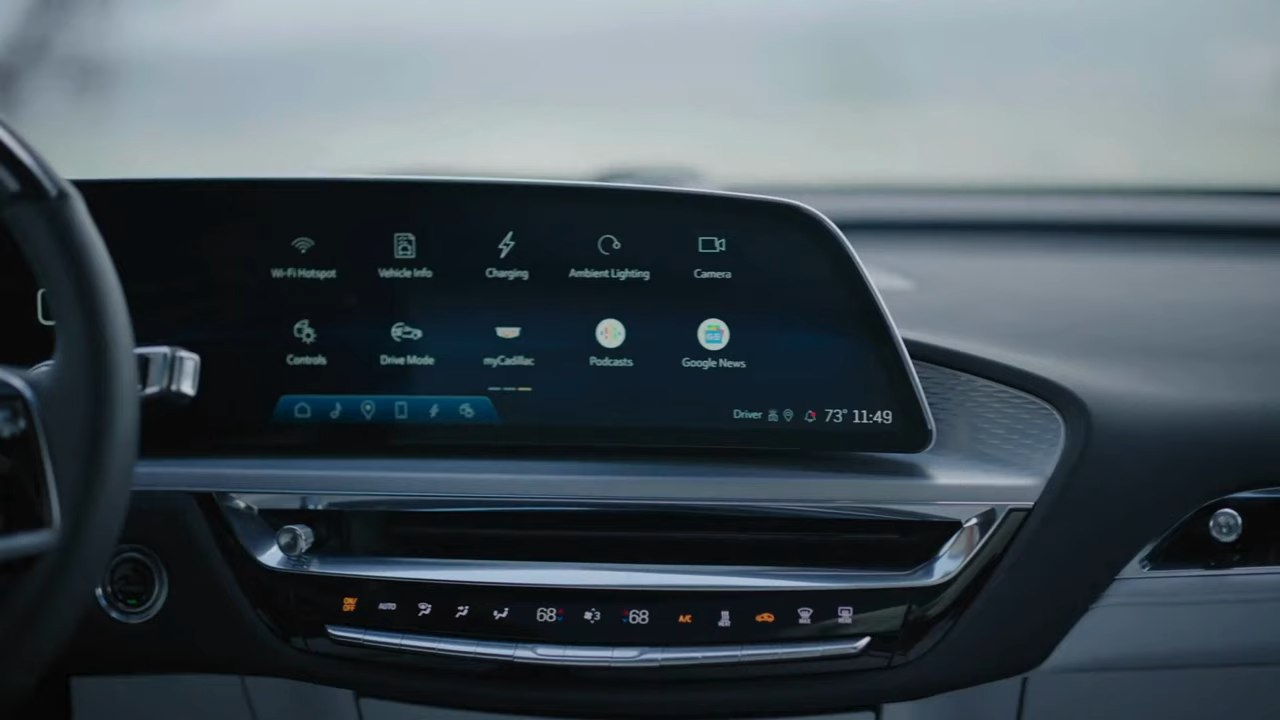 Wi-Fi Hotspot Vehicle Info Charging Ambient Lighting Camera
Controls Drive Mode myCadillac Podcasts Google News
Driver 73° 11:49
ON/OFF AUTO 68 3 68 A/C